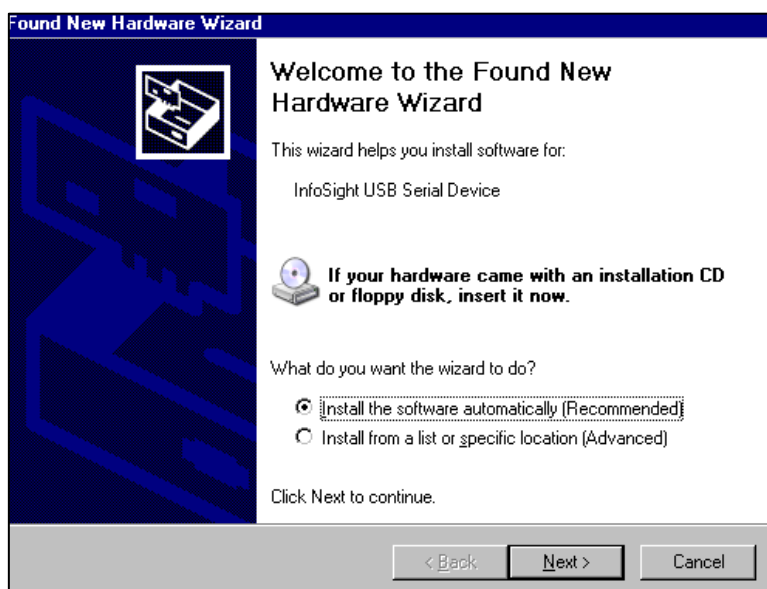 Found New Hardware Wizard
Welcome to the Found New
Hardware Wizard
This wizard helps you install software for:
InfoSight USB Serial Device
If your hardware came with an installation CD
or floppy disk, insert it now.
What do you want the wizard to do?
Install the software automatically (Recommended)
Install from a list or specific location (Advanced)
Click Next to continue.
< Back
Next >
Cancel